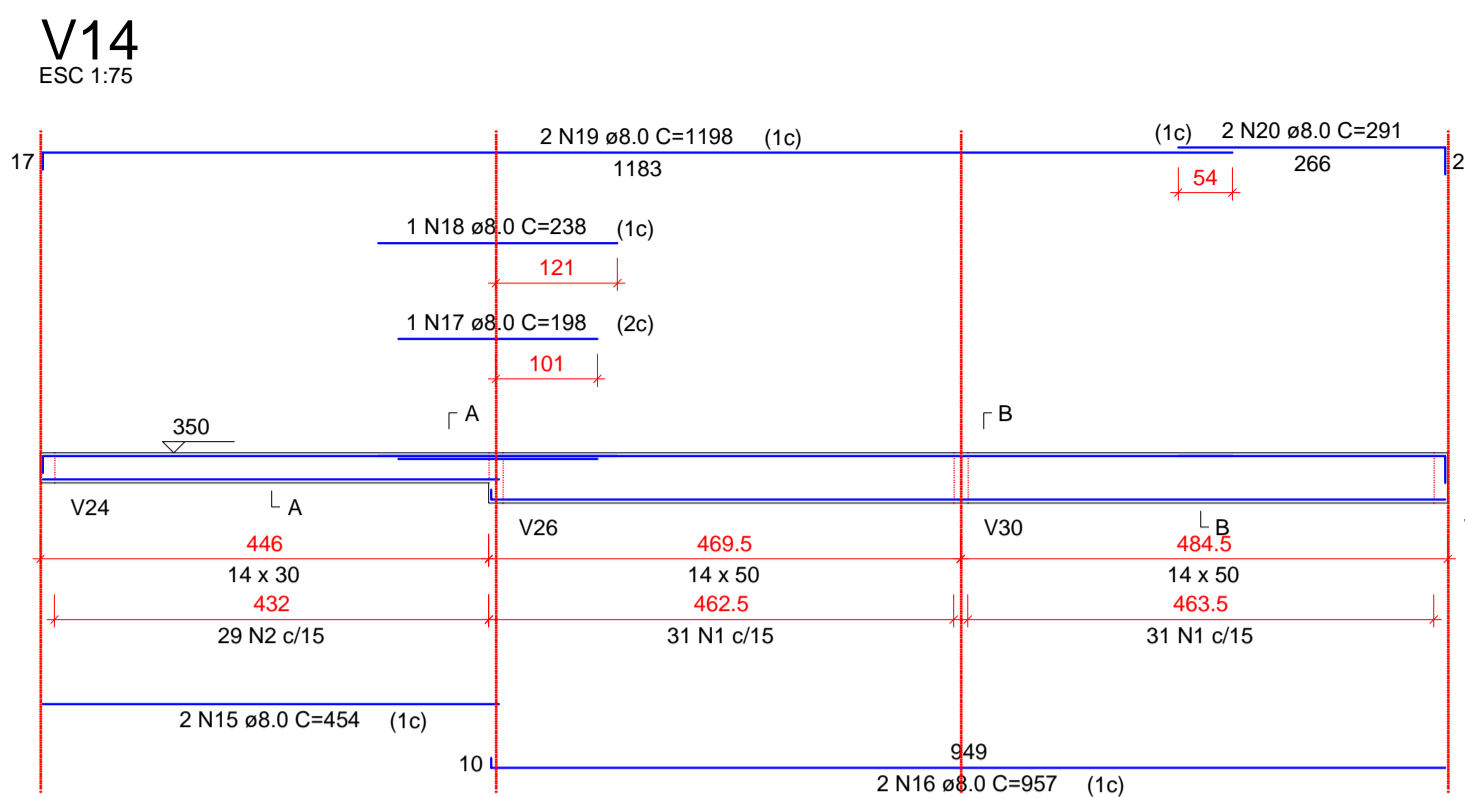 V14
ESC 1:75
2 N19 ø8.0 C=1198 (1c)
(1c) 2 N20 ø8.0 C=291
17
1183
266
2
54
1 N18 ø8.0 C=238 (1c)
121
1 N17 ø8.0 C=198 (2c)
101
A
B
350
V24
A
V26
V30
B
446
469.5
484.5
14 x 30
14 x 50
14 x 50
432
462.5
463.5
29 N2 c/15
31 N1 c/15
31 N1 c/15
2 N15 ø8.0 C=454 (1c)
949
10
2 N16 ø8.0 C=957 (1c)